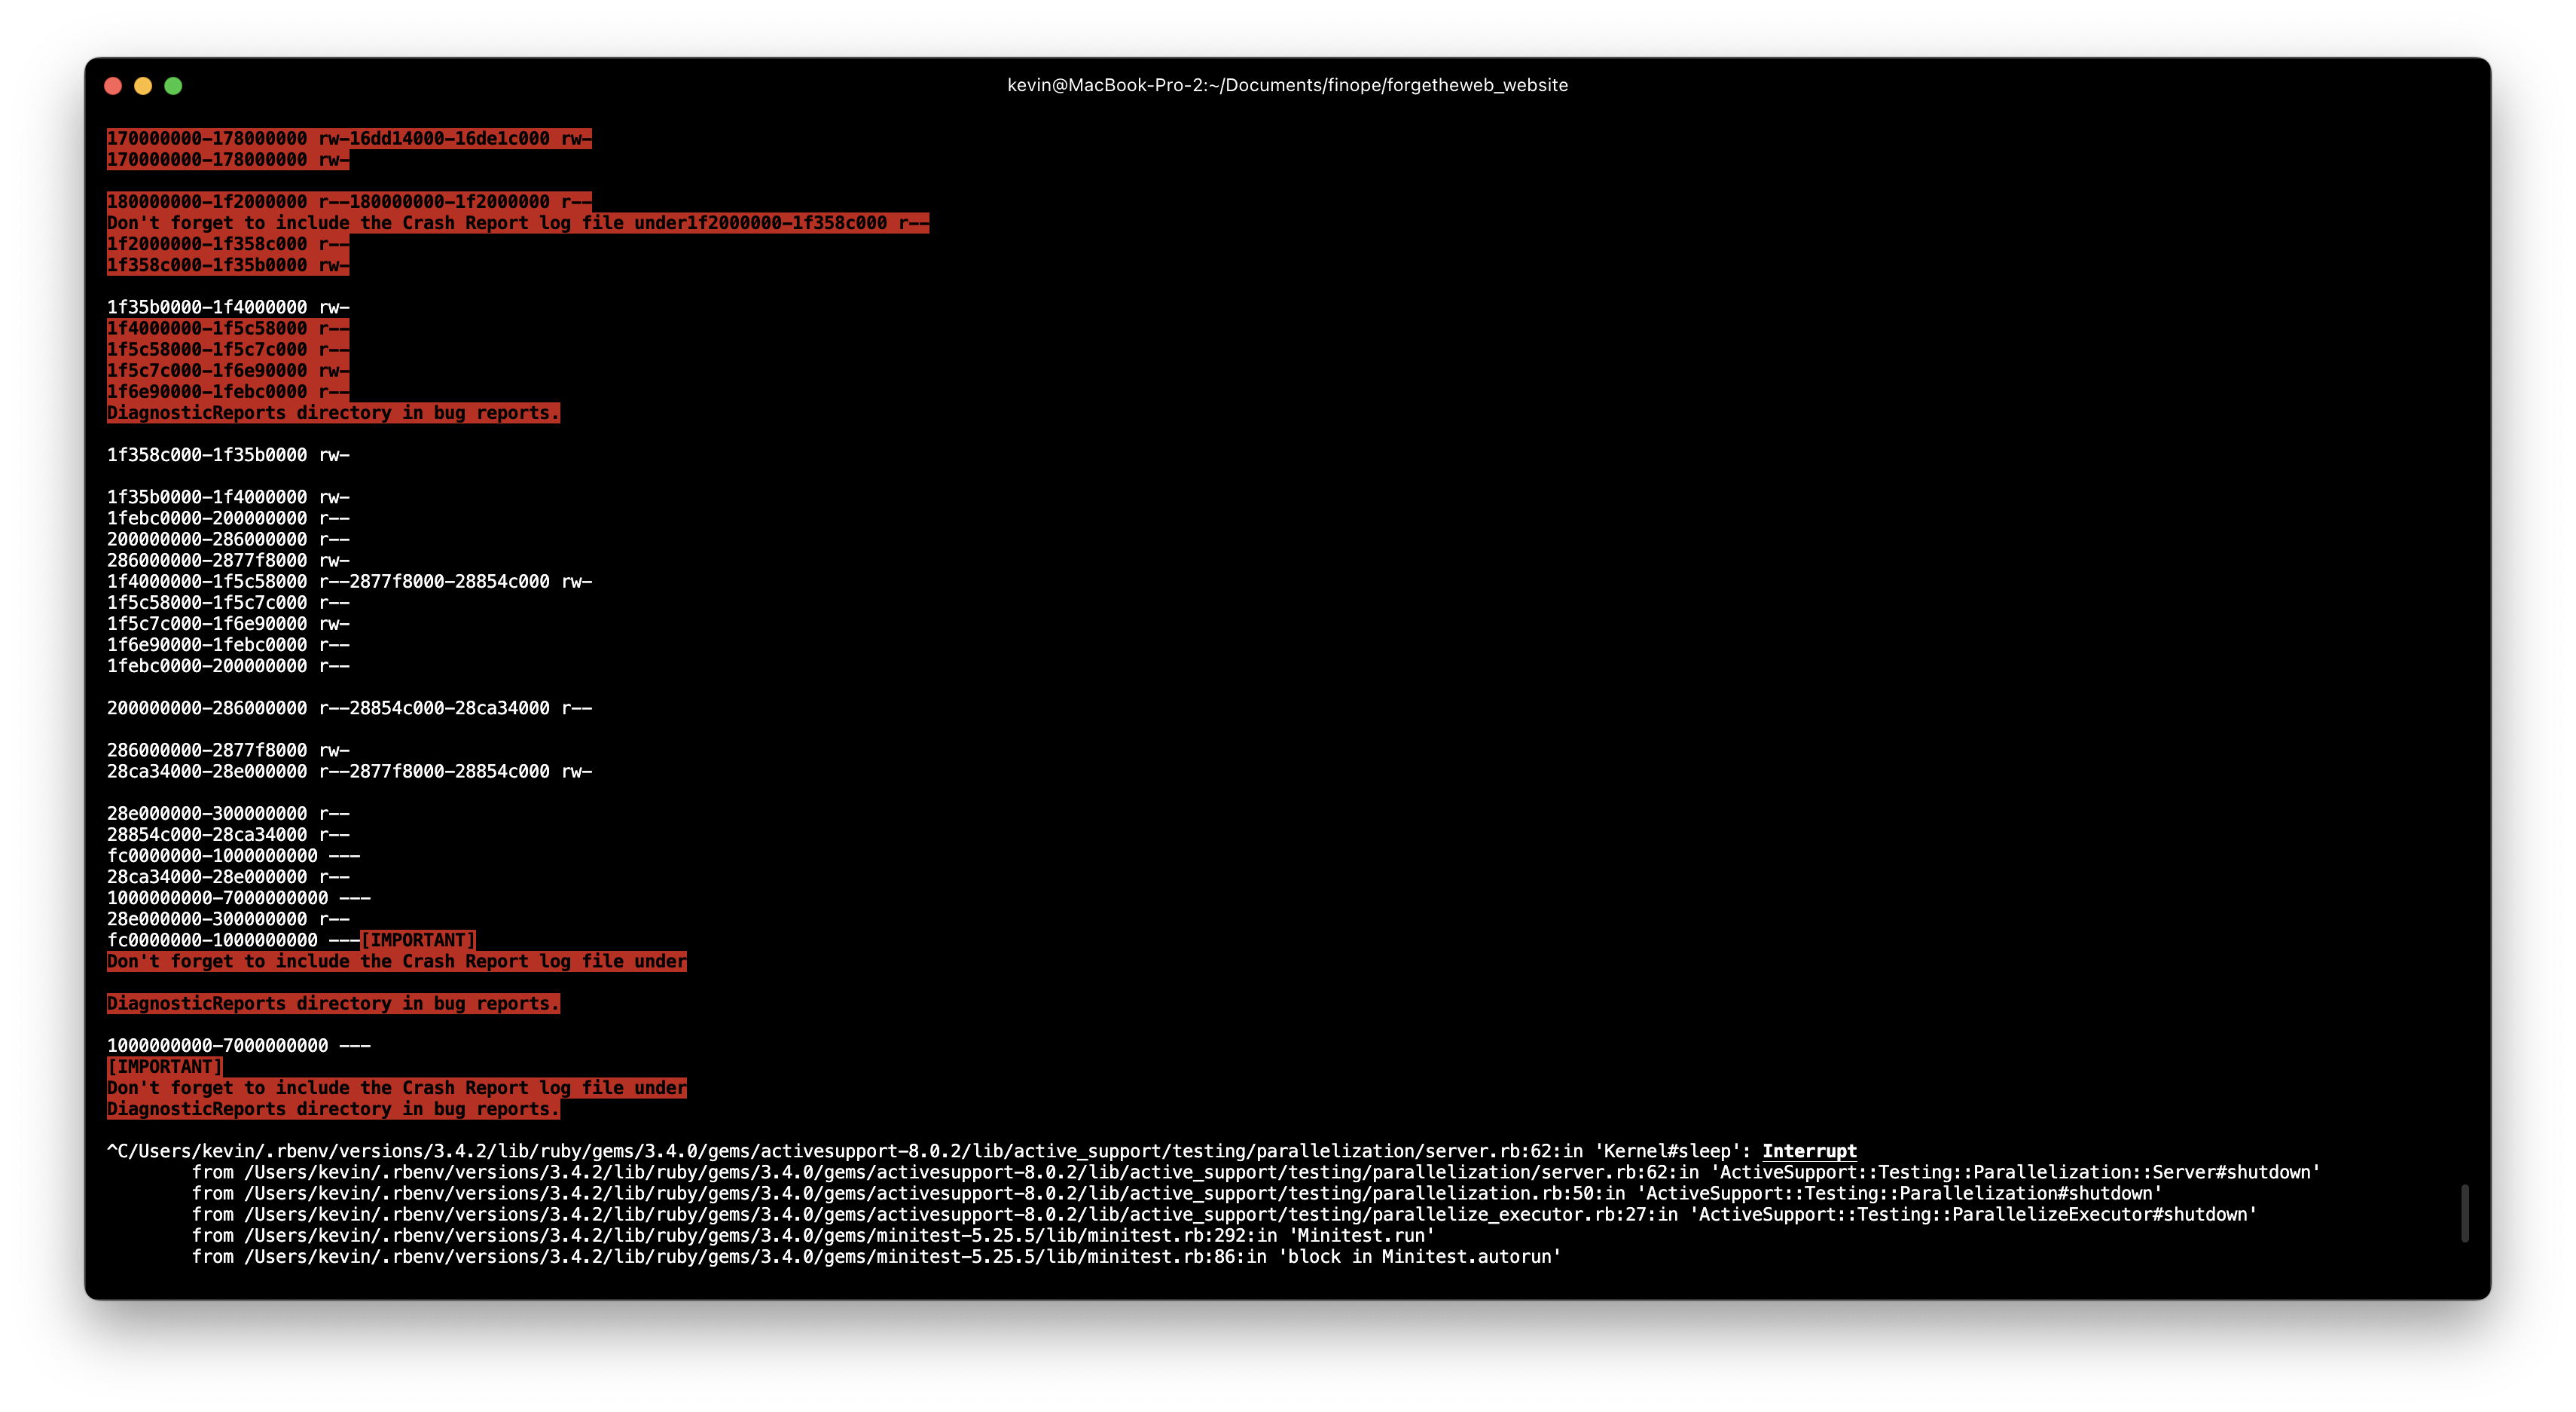 kevin@MacBook-Pro-2:~/Documents/finope/forgetheweb_website
170000000-178000000 rw-16dd14000-16de1c000 rw-
170000000-178000000 rw-
180000000-1f2000000 r--180000000-1f2000000 r--
Don't forget to include the Crash Report log file under1f2000000-1f358c000 r--
1f2000000-1f358c000 r--
1f358c000-1f35b0000 rw-
1f35b0000-1f4000000 rw-
1f4000000-1f5c58000 r--
1f5c58000-1f5c7c000 r--
1f5c7c000-1f6e90000 rw-
1f6e90000-1febc0000 r--
DiagnosticReports directory in bug reports.
1f358c000-1f35b0000 rw-
1f35b0000-1f4000000 rw-
1febc0000-200000000 r--
200000000-286000000 r--
286000000-2877f8000 rw-
1f4000000-1f5c58000 r--2877f8000-28854c000 rw-
1f5c58000-1f5c7c000 r--
1f5c7c000-1f6e90000 rw-
1f6e90000-1febc0000 r--
1febc0000-200000000 r--
200000000-286000000 r--28854c000-28ca34000 r--
286000000-2877f8000 rw-
28ca34000-28e000000 r--2877f8000-28854c000 rw-
28e000000-300000000 r--
28854c000-28ca34000 r--
fc0000000-1000000000 ---
28ca34000-28e000000 r--
1000000000-7000000000 ---
28e000000-300000000 r--
fc0000000-1000000000 ---[IMPORTANT]
Don't forget to include the Crash Report log file under
DiagnosticReports directory in bug reports.
1000000000-7000000000 ---
[IMPORTANT]
Don't forget to include the Crash Report log file under
DiagnosticReports directory in bug reports.
^C/Users/kevin/.rbenv/versions/3.4.2/lib/ruby/gems/3.4.0/gems/activesupport-8.0.2/lib/active_support/testing/parallelization/server.rb:62:in 'Kernel#sleep': Interrupt
from /Users/kevin/.rbenv/versions/3.4.2/lib/ruby/gems/3.4.0/gems/activesupport-8.0.2/lib/active_support/testing/parallelization/server.rb:62:in 'ActiveSupport::Testing::Parallelization::Server#shutdown'
from /Users/kevin/.rbenv/versions/3.4.2/lib/ruby/gems/3.4.0/gems/activesupport-8.0.2/lib/active_support/testing/parallelization.rb:50:in 'ActiveSupport::Testing::Parallelization#shutdown'
from /Users/kevin/.rbenv/versions/3.4.2/lib/ruby/gems/3.4.0/gems/activesupport-8.0.2/lib/active_support/testing/parallelize_executor.rb:27:in 'ActiveSupport::Testing::ParallelizeExecutor#shutdown'
from /Users/kevin/.rbenv/versions/3.4.2/lib/ruby/gems/3.4.0/gems/minitest-5.25.5/lib/minitest.rb:292:in 'Minitest.run'
from /Users/kevin/.rbenv/versions/3.4.2/lib/ruby/gems/3.4.0/gems/minitest-5.25.5/lib/minitest.rb:86:in 'block in Minitest.autorun'